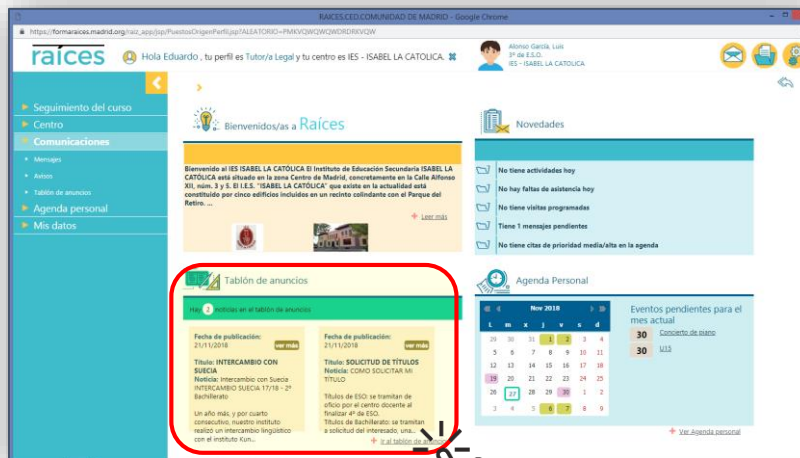 RAICES.CED.COMUNIDAD DE MADRID - Google Chrome
raíces
Hola Eduardo , tu perfil es Tutor/a Legal y tu centro es IES - ISABEL LA CATOLICA.
Alonso García, Luis
3º de E.S.O.
IES - ISABEL LA CATOLICA
Seguimiento del curso
Centro
Comunicaciones
Mensajes
Avisos
Tablón de anuncios
Agenda personal
Mis datos
Bienvenidos/as a Raíces
Bienvenido al IES ISABEL LA CATÓLICA El Instituto de Educación Secundaria ISABEL LA
CATÓLICA está situado en la zona Centro de Madrid, concretamente en la Calle Alfonso
XII, núm. 3 y 5. El I.E.S. "ISABEL LA CATÓLICA" que existe en la actualidad está
constituido por cinco edificios incluidos en un recinto colindante con el Parque del
Retiro. ...
Leer más
Novedades
No tiene actividades hoy
No hay faltas de asistencia hoy
No tiene visitas programadas
Tiene 1 mensajes pendientes
No tiene citas de prioridad media/alta en la agenda
Tablón de anuncios
Hay 2 noticias en el tablón de anuncios
Fecha de publicación:
21/11/2018
ver más
Título: INTERCAMBIO CON
SUECIA
Noticia: Intercambio con Suecia
INTERCAMBIO SUECIA 17/18 - 2º
Bachillerato
Un año más, y por cuarto
consecutivo, nuestro instituto
realizó un intercambio lingüístico
con el instituto Kun...
Fecha de publicación:
21/11/2018
ver más
Título: SOLICITUD DE TÍTULOS
Noticia: COMO SOLICITAR MI
TÍTULO
Títulos de ESO: se tramitan de
oficio por el centro docente al
finalizar 4º de ESO.
Títulos de Bachillerato: se tramitan
a solicitud del interesado, una...
Ir al tablón de anuncios
Agenda Personal
Nov 2018
L m x j v s d
29 30 31 1 2 3 4
5 6 7 8 9 10 11
12 13 14 15 16 17 18
19 20 21 22 23 24 25
26 27 28 29 30 1 2
3 4 5 6 7 8 9
Eventos pendientes para el
mes actual
30 Concierto de piano
30 U15
Ver Agenda personal